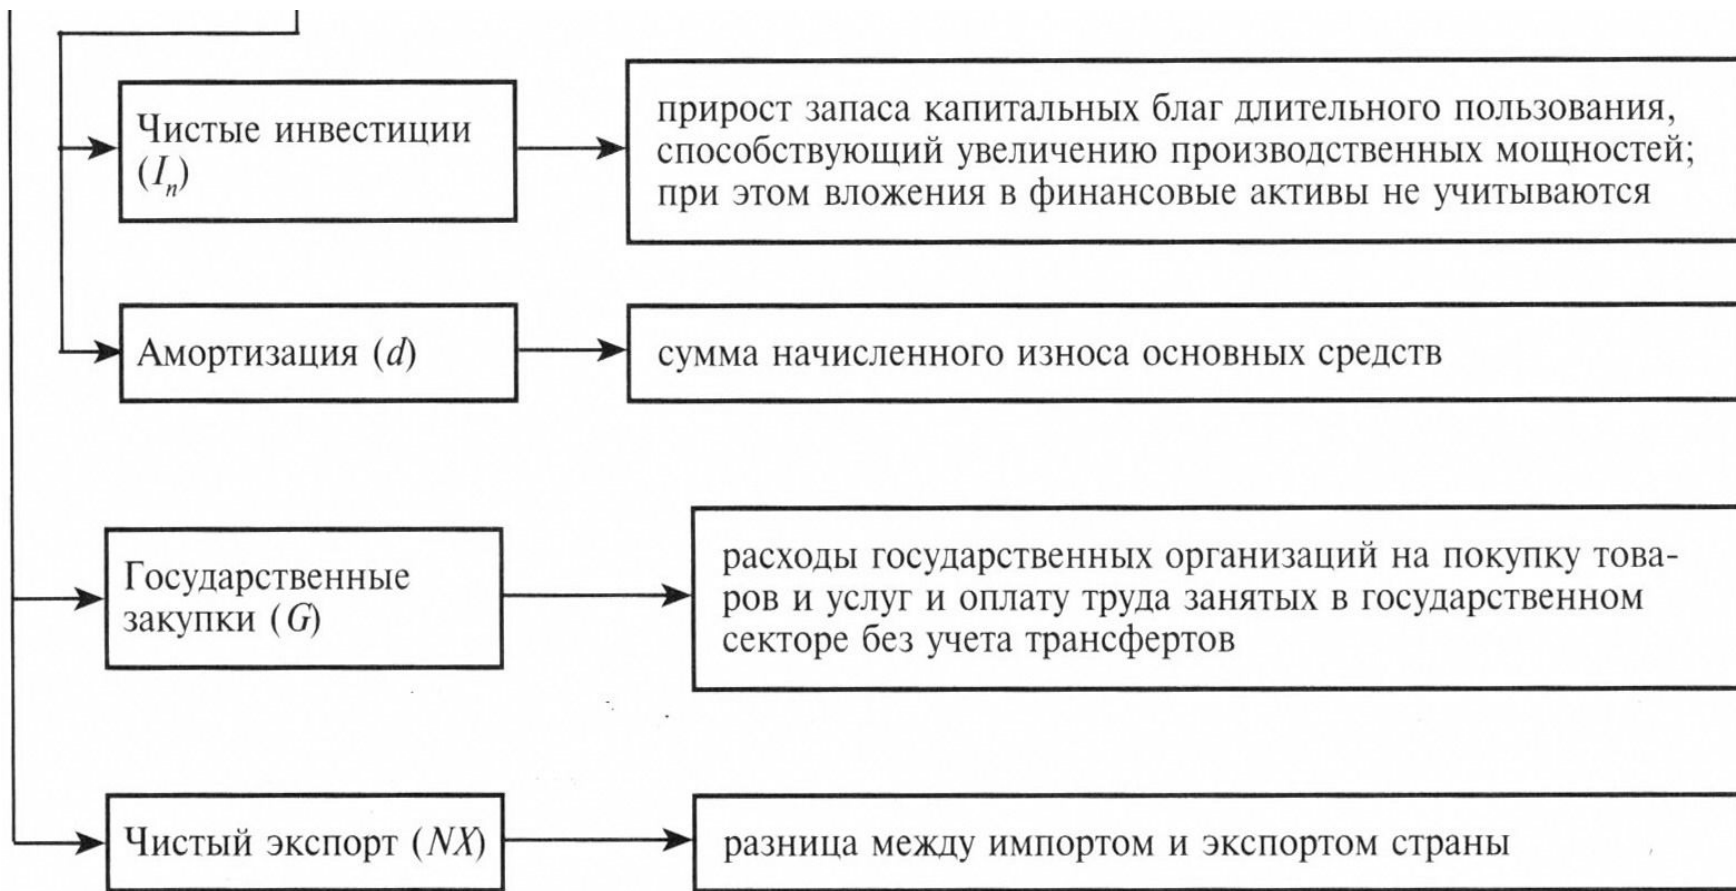 Чистые инвестиции
(Iₙ)
прирост запаса капитальных благ длительного пользования,
способствующий увеличению производственных мощностей;
при этом вложения в финансовые активы не учитываются
Амортизация (d)
сумма начисленного износа основных средств
Государственные
закупки (G)
расходы государственных организаций на покупку това-
ров и услуг и оплату труда занятых в государственном
секторе без учета трансфертов
Чистый экспорт (NX)
разница между импортом и экспортом страны